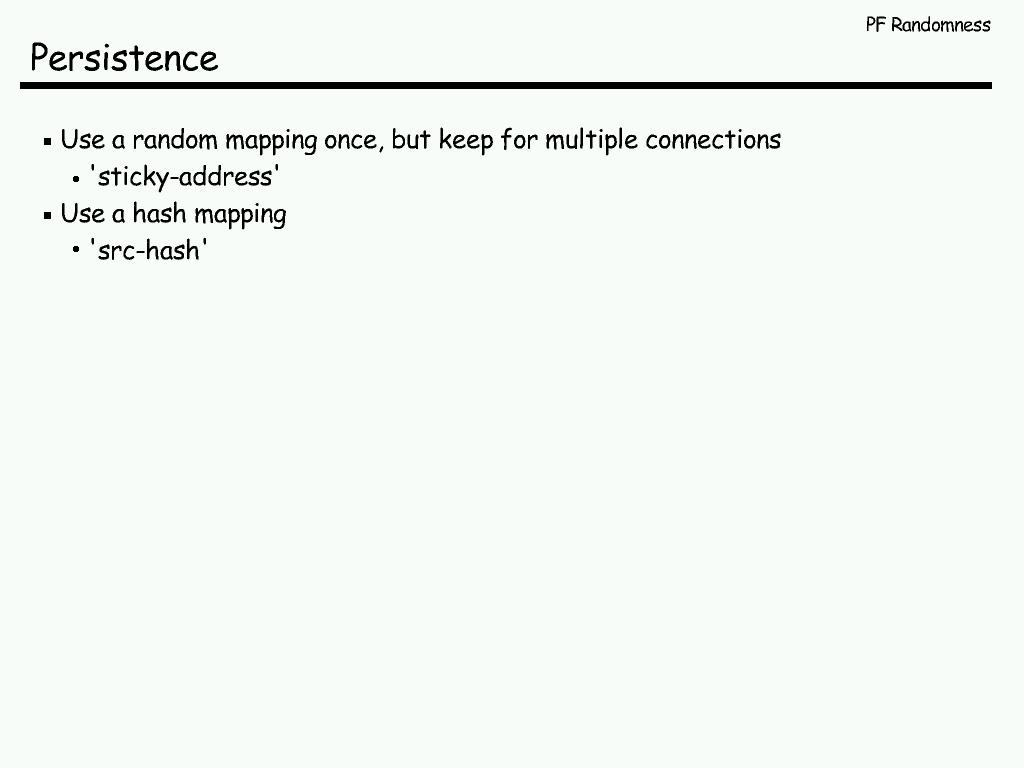 PF Randomness
Persistence
▪ Use a random mapping once, but keep for multiple connections
• 'sticky-address'
▪ Use a hash mapping
• 'src-hash'